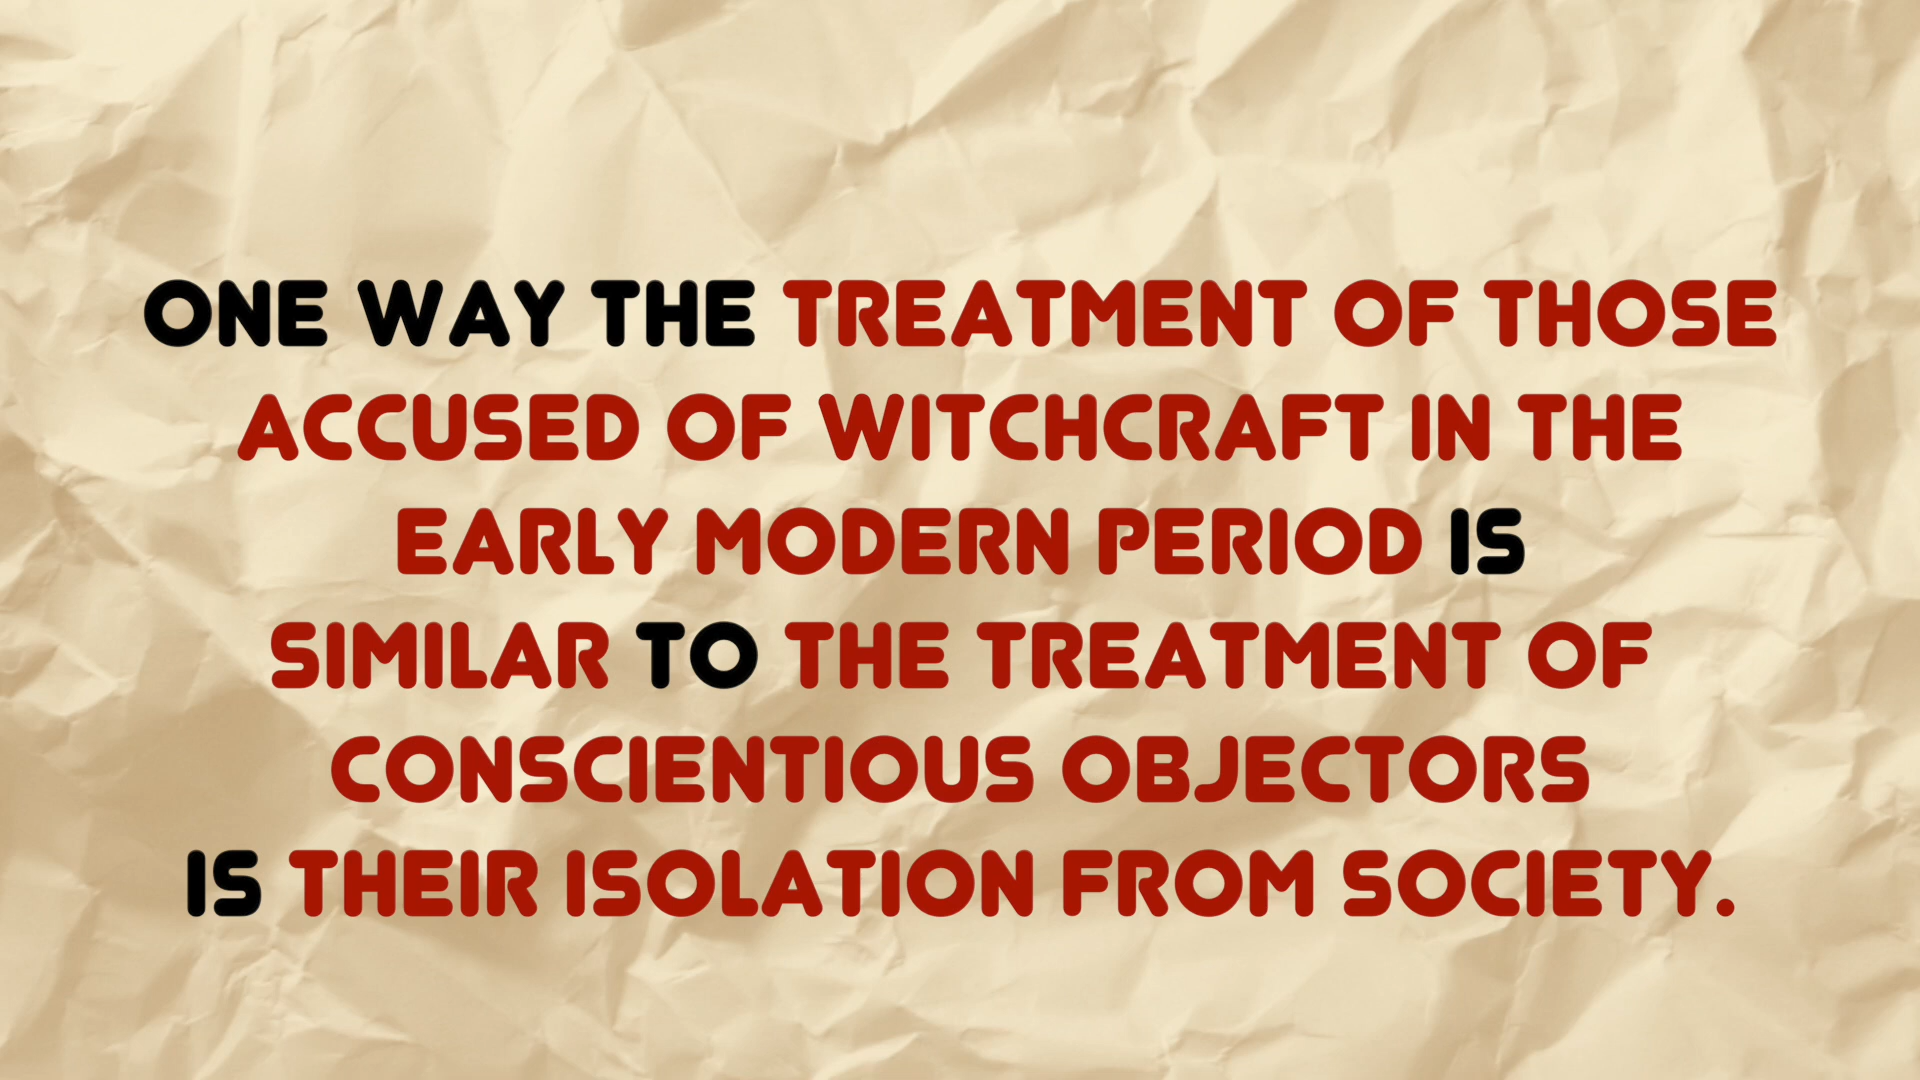 ONE WAY THE TREATMENT OF THOSE
ACCUSED OF WITCHCRAFT IN THE
EARLY MODERN PERIOD IS
SIMILAR TO THE TREATMENT OF
CONSCIENTIOUS OBJECTORS
IS THEIR ISOLATION FROM SOCIETY.